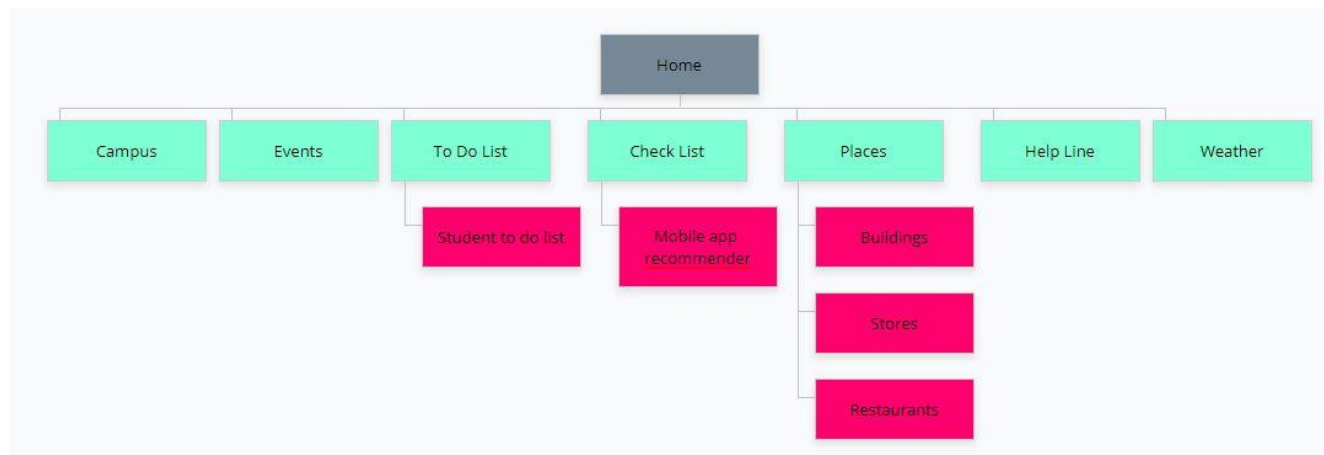 Home
Campus
Events
To Do List
Check List
Places
Help Line
Weather
Student to do list
Mobile app
recommender
Buildings
Stores
Restaurants